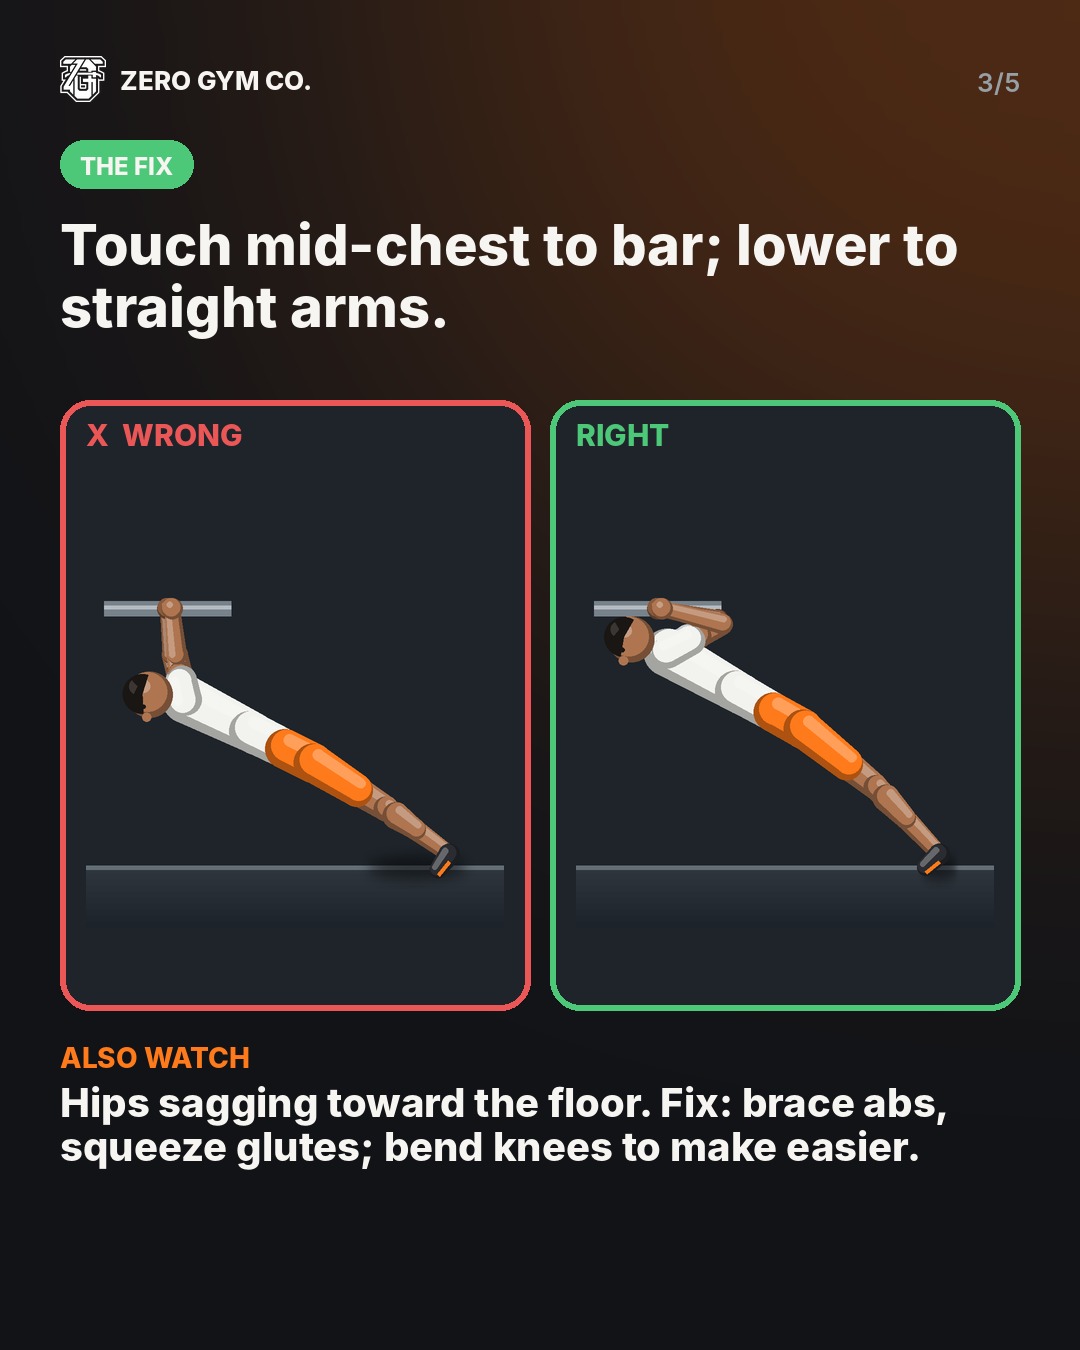 ZERO GYM CO.
3/5
THE FIX
Touch mid-chest to bar; lower to
straight arms.
X WRONG
RIGHT
ALSO WATCH
Hips sagging toward the floor. Fix: brace abs,
squeeze glutes; bend knees to make easier.